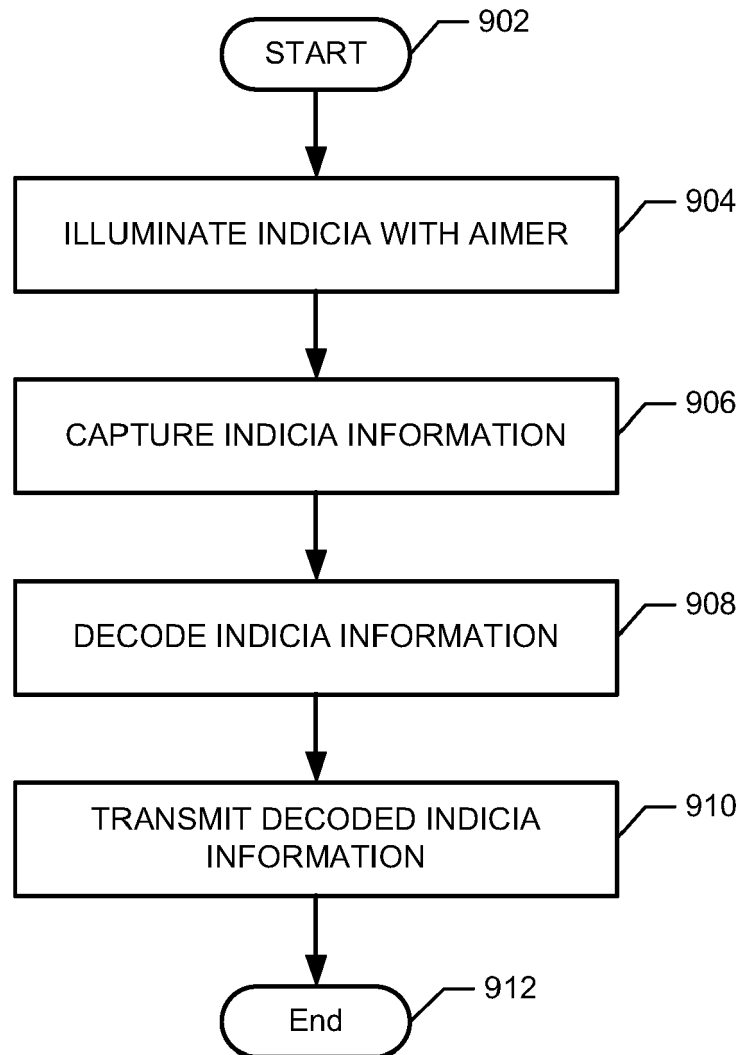 START
902
ILLUMINATE INDICIA WITH AIMER
904
CAPTURE INDICIA INFORMATION
906
DECODE INDICIA INFORMATION
908
TRANSMIT DECODED INDICIA
INFORMATION
910
End
912